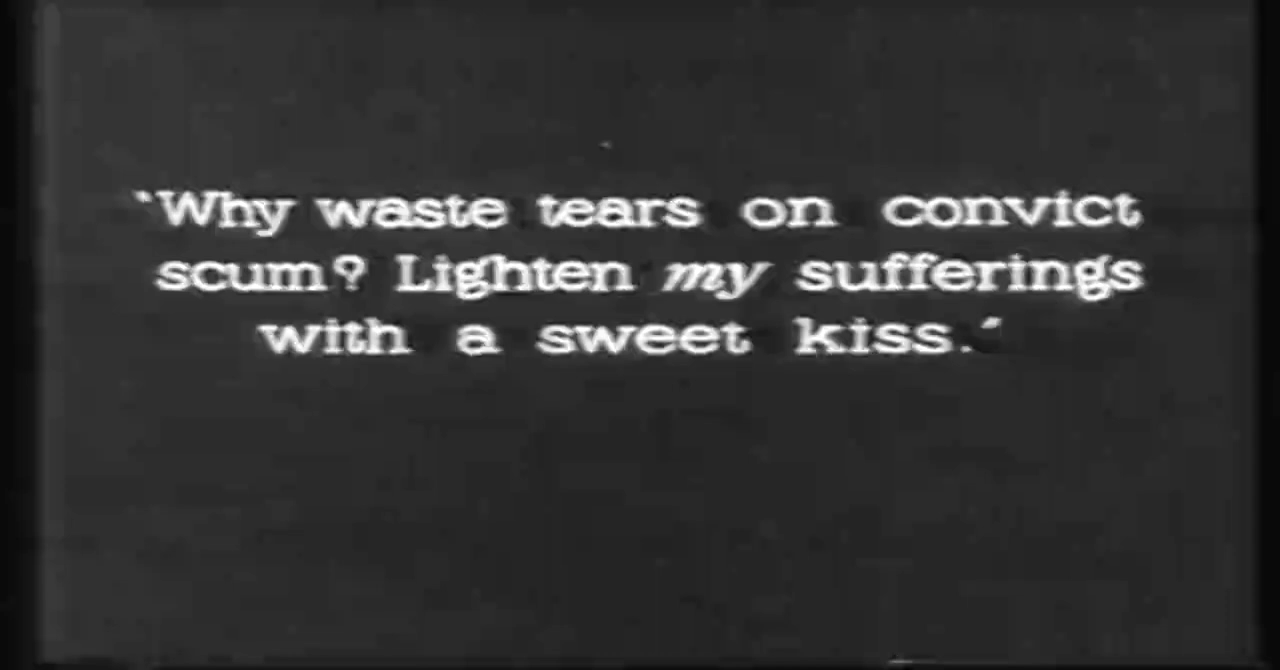 "Why waste tears on convict
scum? Lighten my sufferings
with a sweet kiss."